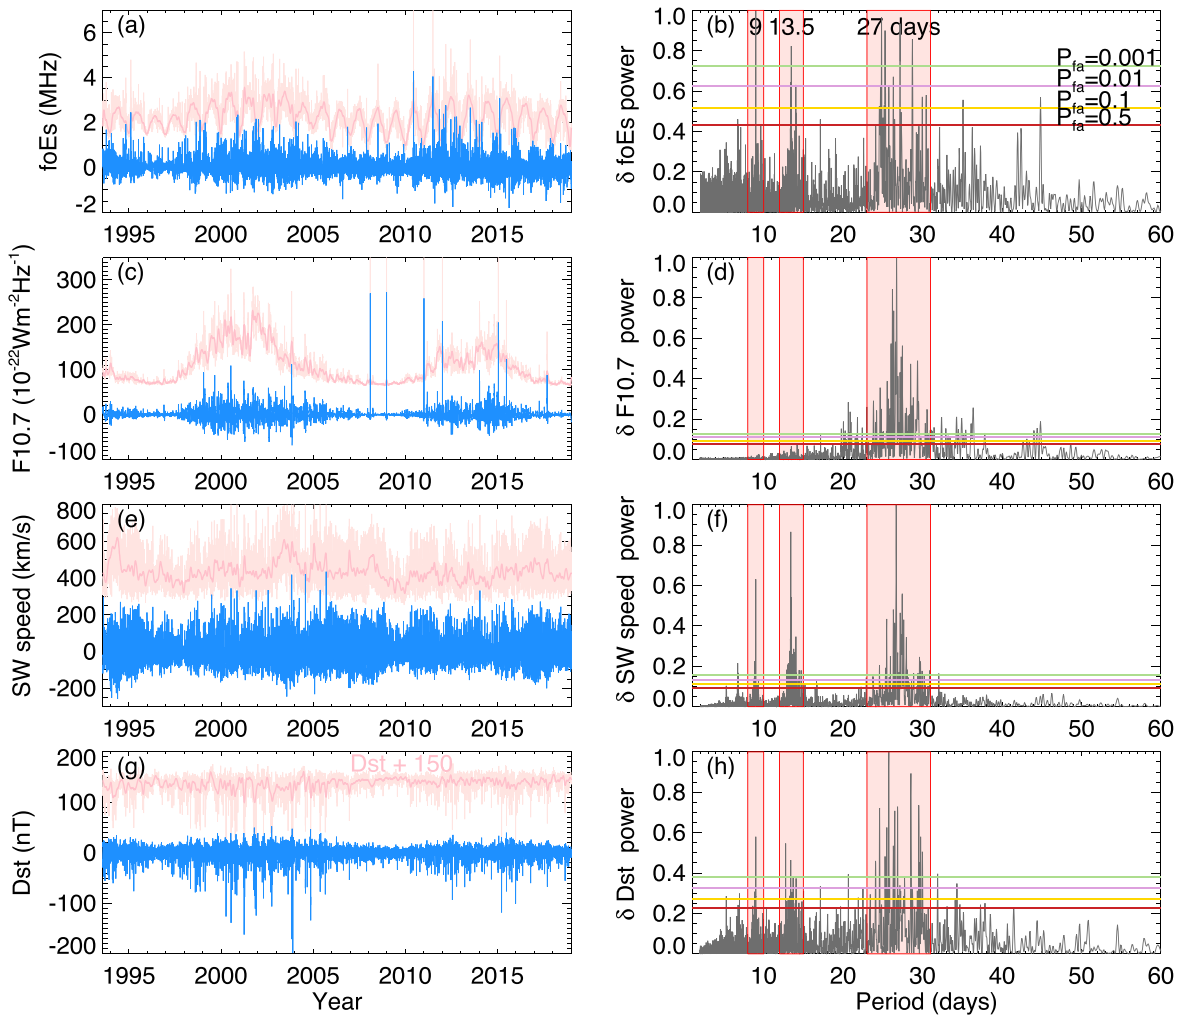 (a)
foEs (MHz)
6
4
2
0
-2
1995 2000 2005 2010 2015
(b)
9 13.5 27 days
P_fa=0.001
P_fa=0.01
P_fa=0.1
P_fa=0.5
δ foEs power
1.0
0.8
0.6
0.4
0.2
0.0
10 20 30 40 50 60
(c)
F10.7 (10^-22Wm^-2Hz^-1)
300
200
100
0
-100
1995 2000 2005 2010 2015
(d)
δ F10.7 power
1.0
0.8
0.6
0.4
0.2
0.0
10 20 30 40 50 60
(e)
SW speed (km/s)
800
600
400
200
0
-200
1995 2000 2005 2010 2015
(f)
δ SW speed power
1.0
0.8
0.6
0.4
0.2
0.0
10 20 30 40 50 60
(g)
Dst + 150
Dst (nT)
200
100
0
-100
-200
1995 2000 2005 2010 2015
Year
(h)
δ Dst power
1.0
0.8
0.6
0.4
0.2
0.0
10 20 30 40 50 60
Period (days)